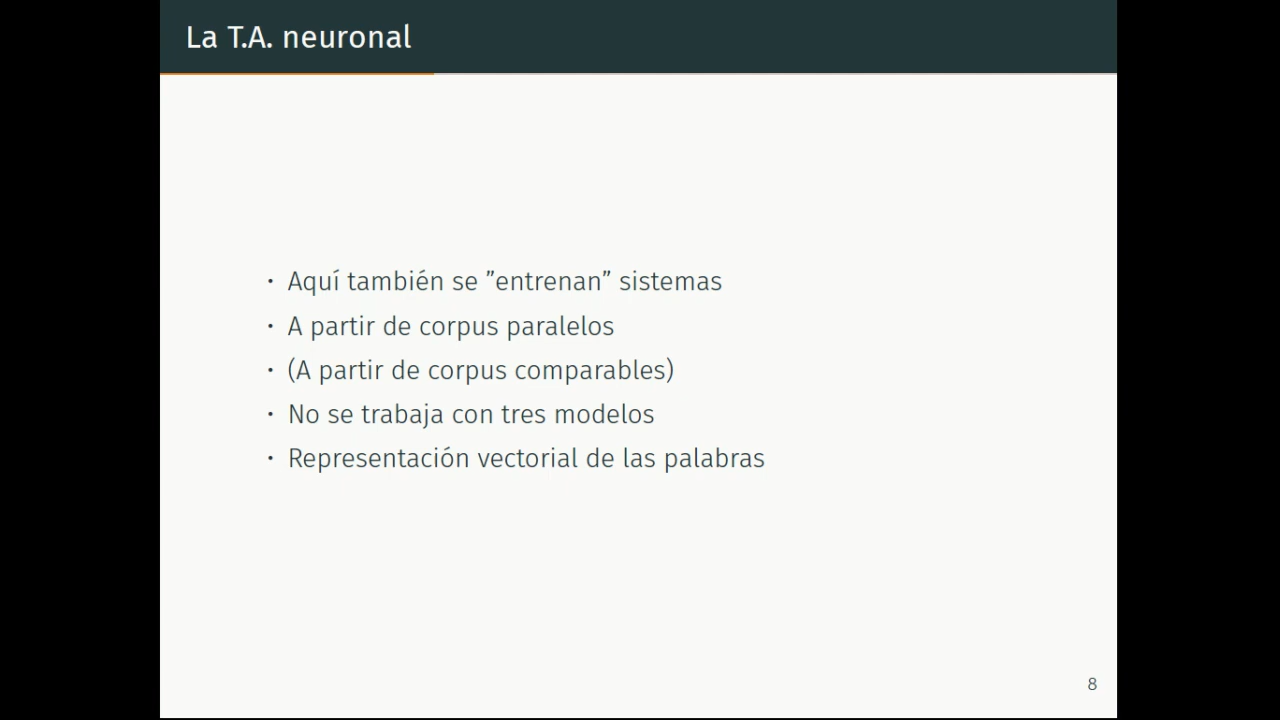 La T.A. neuronal
• Aquí también se ”entrenan” sistemas
• A partir de corpus paralelos
• (A partir de corpus comparables)
• No se trabaja con tres modelos
• Representación vectorial de las palabras
8